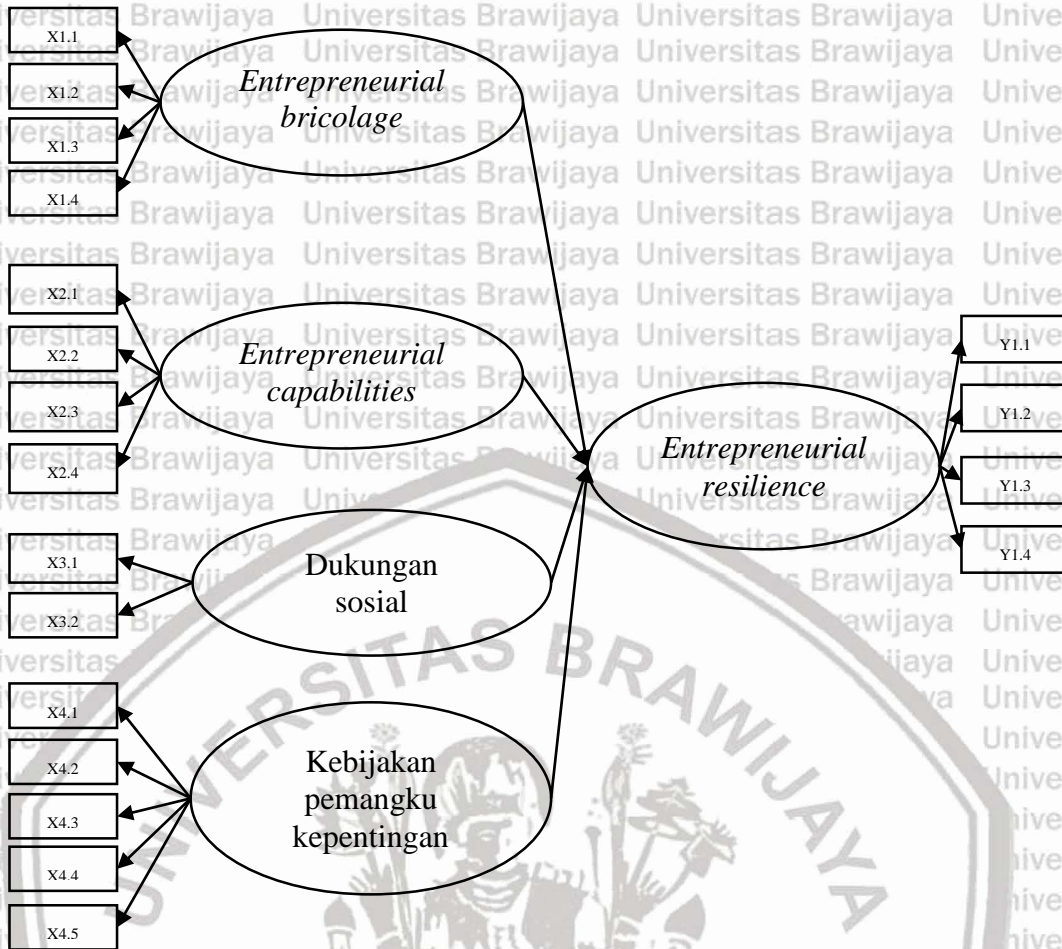 X1.1
X1.2
X1.3
X1.4
Entrepreneurial
bricolage
X2.1
X2.2
X2.3
X2.4
Entrepreneurial
capabilities
X3.1
X3.2
Dukungan
sosial
X4.1
X4.2
X4.3
X4.4
X4.5
Kebijakan
pemangku
kepentingan
Entrepreneurial
resilience
Y1.1
Y1.2
Y1.3
Y1.4
UNIVERSITAS BRAWIJAYA
Universitas Brawijaya Universitas Brawijaya